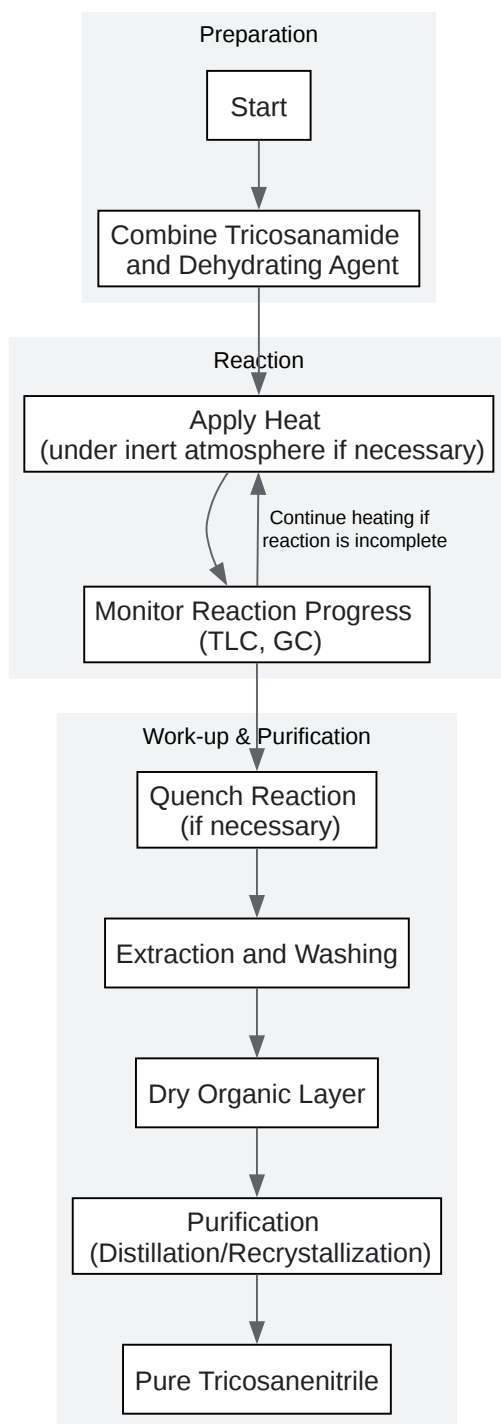 Preparation
Start
Combine Tricosanamide
and Dehydrating Agent
Reaction
Apply Heat
(under inert atmosphere if necessary)
Continue heating if
reaction is incomplete
Monitor Reaction Progress
(TLC, GC)
Work-up & Purification
Quench Reaction
(if necessary)
Extraction and Washing
Dry Organic Layer
Purification
(Distillation/Recrystallization)
Pure Tricosanenitrile